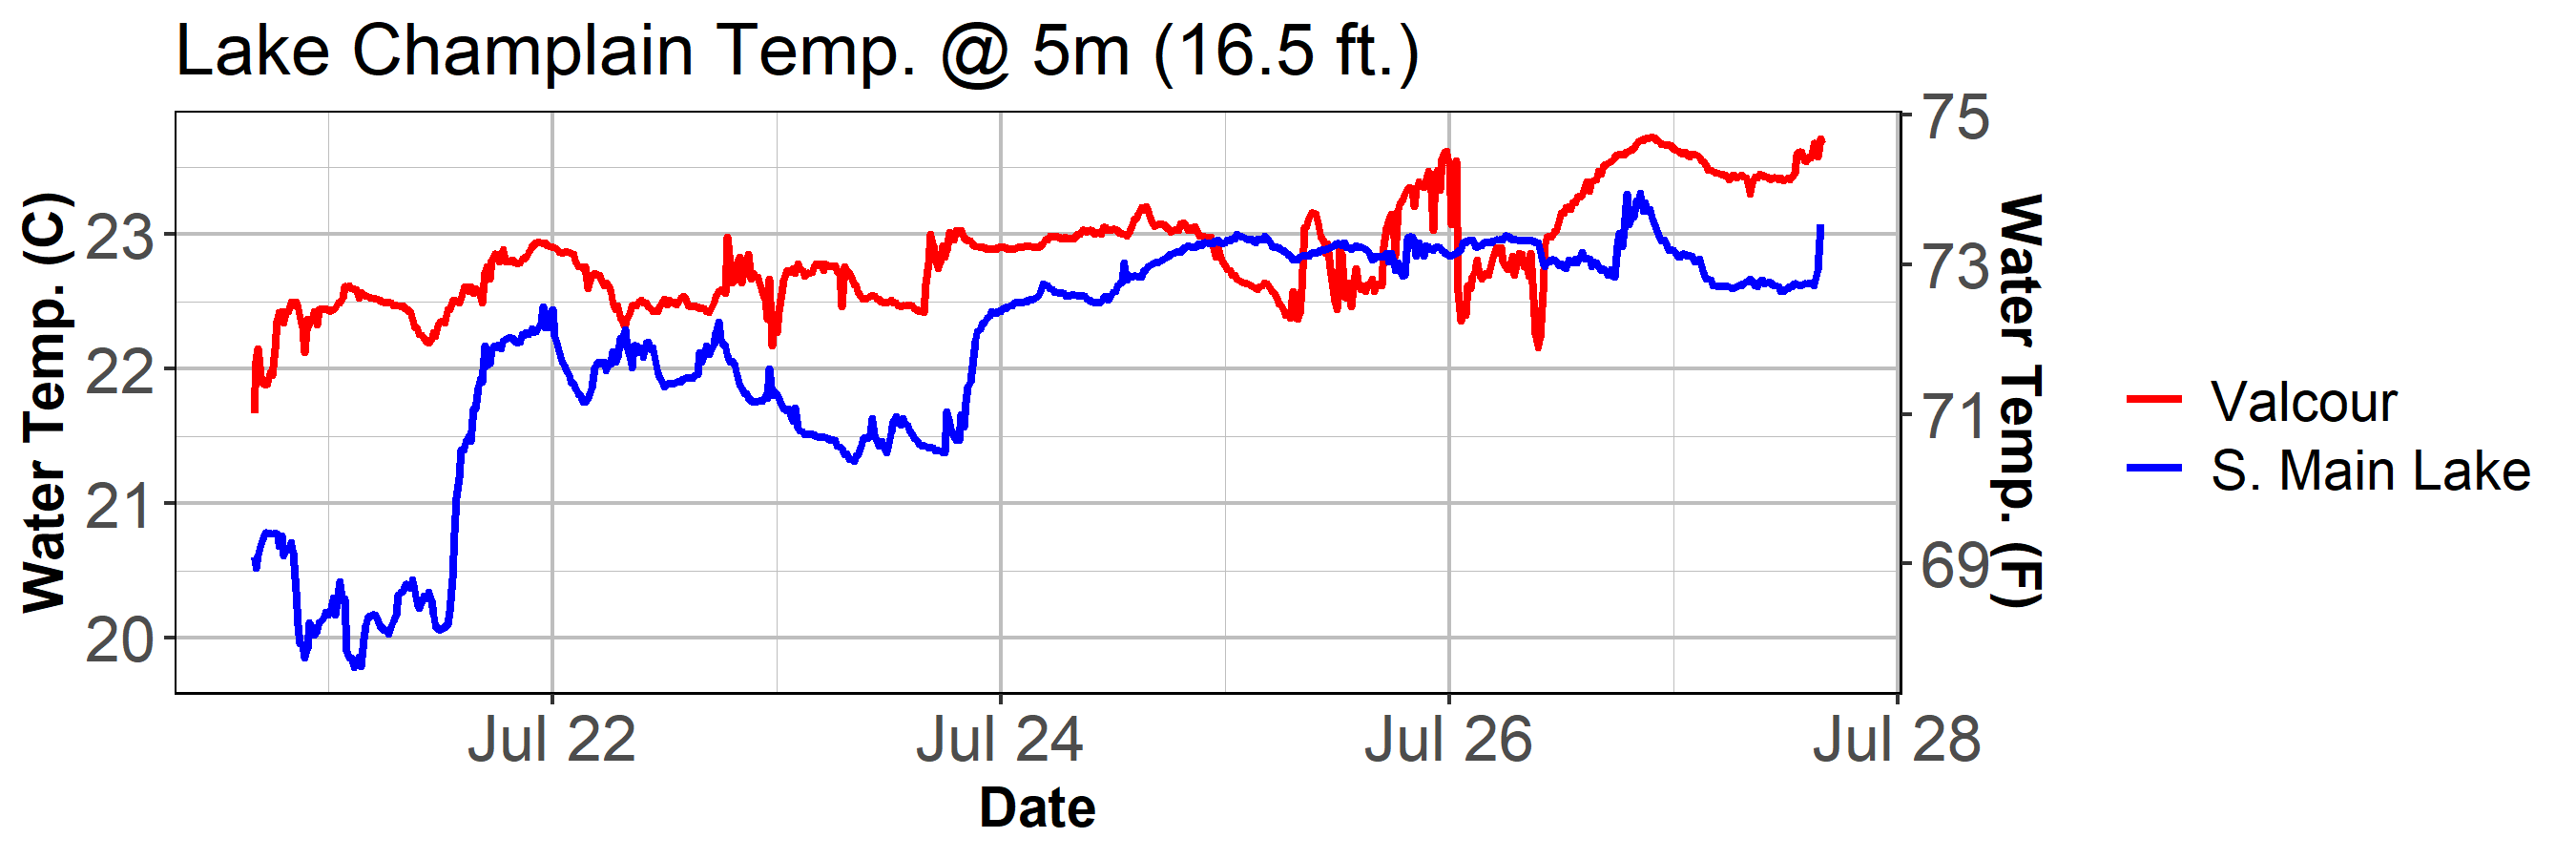 Lake Champlain Temp. @ 5m (16.5 ft.)
Water Temp. (C)
23
22
21
20
75
73
71
69
Water Temp. (F)
Jul 22
Jul 24
Jul 26
Jul 28
Date
Valcour
S. Main Lake